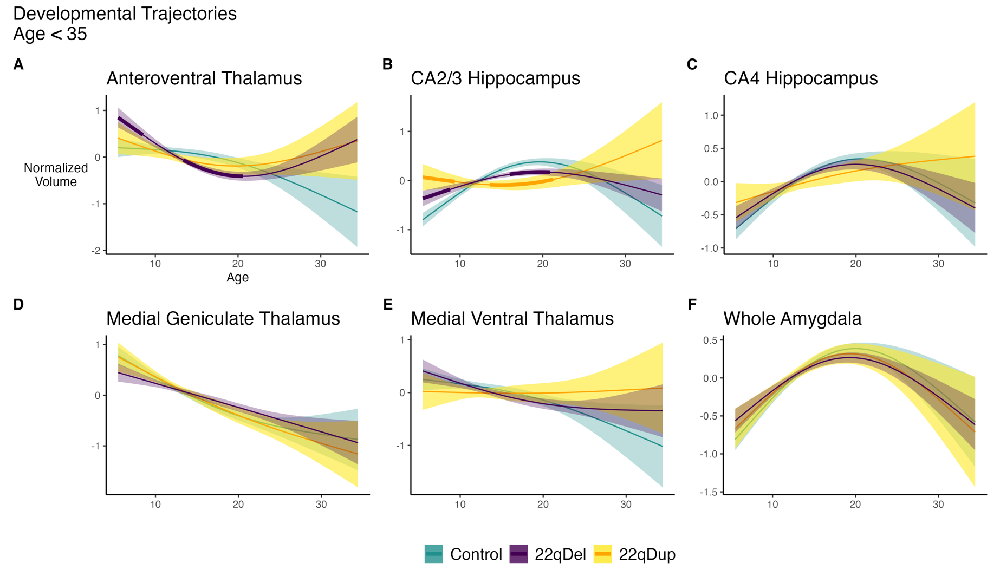 Developmental Trajectories
Age < 35
A
B
C
Anteroventral Thalamus
CA2/3 Hippocampus
CA4 Hippocampus
Normalized
Volume
1
0
-1
-2
10
20
30
Age
1
0
-1
10
20
30
1.0
0.5
0.0
-0.5
-1.0
10
20
30
D
E
F
Medial Geniculate Thalamus
Medial Ventral Thalamus
Whole Amygdala
1
0
-1
10
20
30
1
0
-1
10
20
30
0.5
0.0
-0.5
-1.0
-1.5
10
20
30
Control 22qDel 22qDup